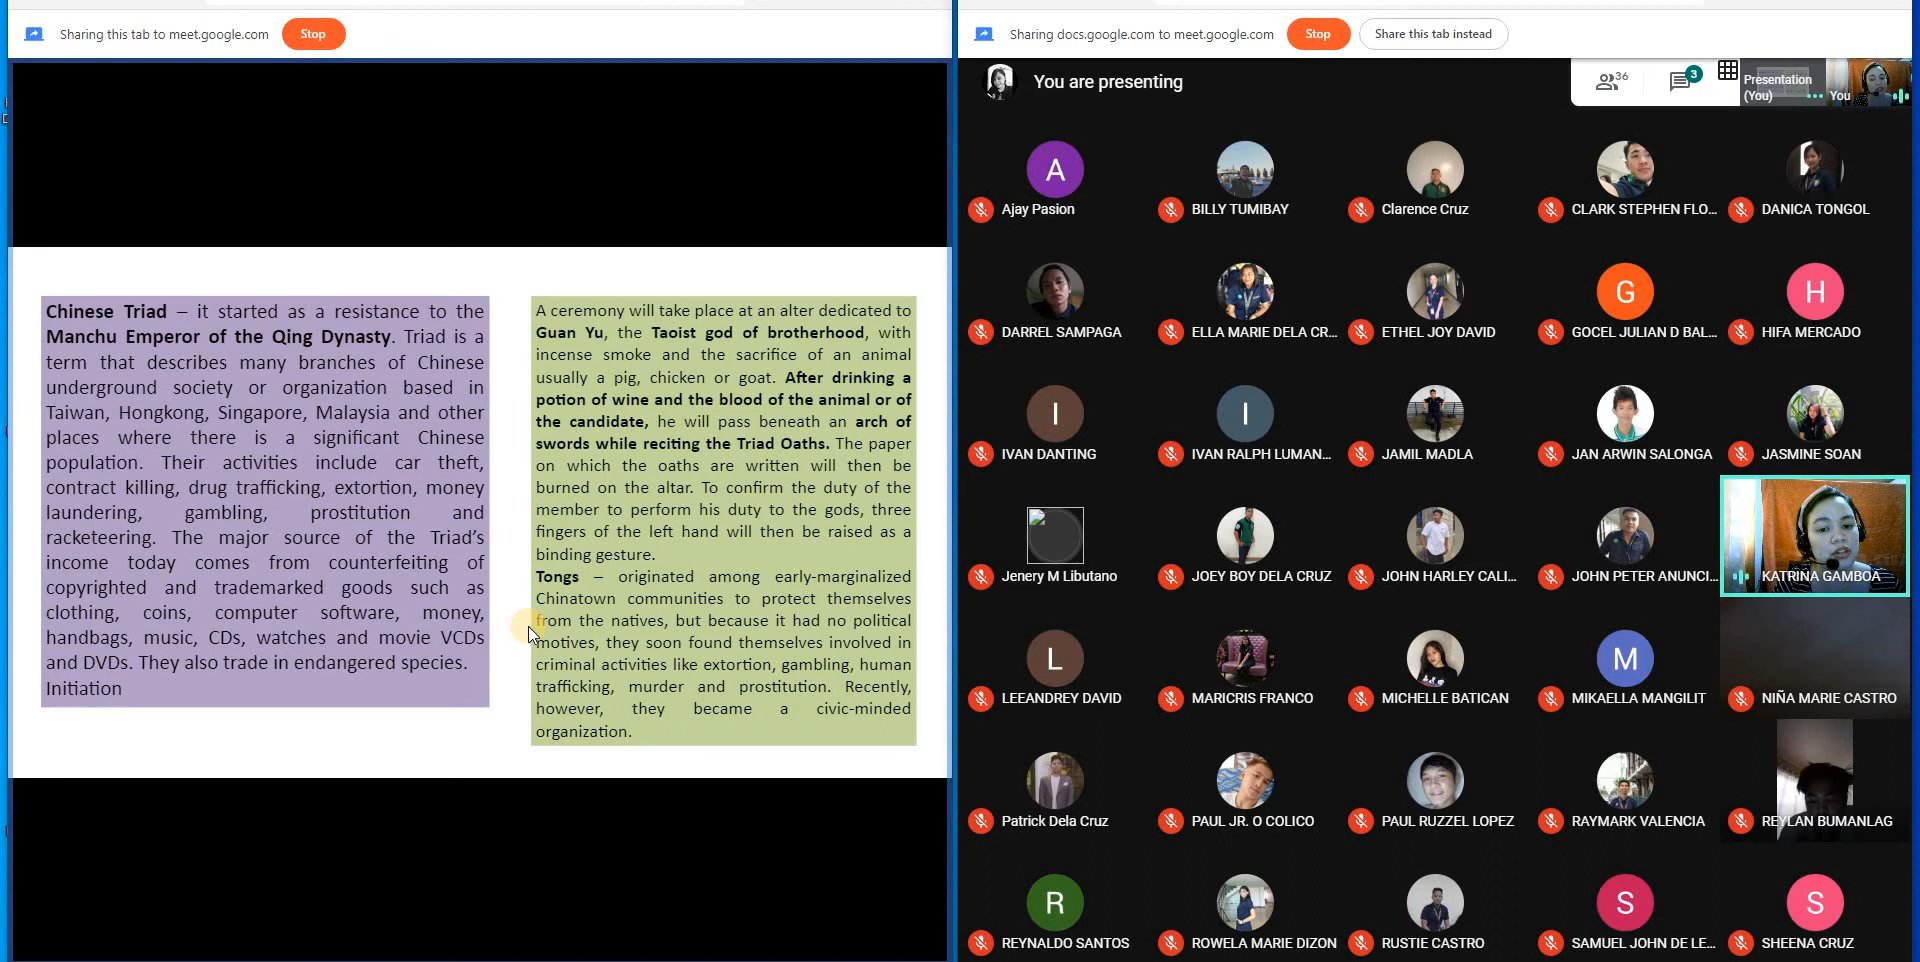 Sharing this tab to meet.google.com
Stop
Sharing docs.google.com to meet.google.com
Stop
Share this tab instead
You are presenting
36
3
Presentation
(You)
You
Chinese Triad – it started as a resistance to the
Manchu Emperor of the Qing Dynasty. Triad is a
term that describes many branches of Chinese
underground society or organization based in
Taiwan, Hongkong, Singapore, Malaysia and other
places where there is a significant Chinese
population. Their activities include car theft,
contract killing, drug trafficking, extortion, money
laundering, gambling, prostitution and
racketeering. The major source of the Triad's
income today comes from counterfeiting of
copyrighted and trademarked goods such as
clothing, coins, computer software, money,
handbags, music, CDs, watches and movie VCDs
and DVDs. They also trade in endangered species.
Initiation
A ceremony will take place at an alter dedicated to
Guan Yu, the Taoist god of brotherhood, with
incense smoke and the sacrifice of an animal
usually a pig, chicken or goat. After drinking a
potion of wine and the blood of the animal or of
the candidate, he will pass beneath an arch of
swords while reciting the Triad Oaths. The paper
on which the oaths are written will then be
burned on the altar. To confirm the duty of the
member to perform his duty to the gods, three
fingers of the left hand will then be raised as a
binding gesture.
Tongs – originated among early-marginalized
Chinatown communities to protect themselves
from the natives, but because it had no political
motives, they soon found themselves involved in
criminal activities like extortion, gambling, human
trafficking, murder and prostitution. Recently,
however, they became a civic-minded
organization.
A
Ajay Pasion
BILLY TUMIBAY
Clarence Cruz
CLARK STEPHEN FLO...
DANICA TONGOL
DARREL SAMPAGA
ELLA MARIE DELA CR...
ETHEL JOY DAVID
G
GOCEL JULIAN D BAL...
H
HIFA MERCADO
I
IVAN DANTING
I
IVAN RALPH LUMAN...
JAMIL MADLA
JAN ARWIN SALONGA
JASMINE SOAN
Jenery M Libutano
JOEY BOY DELA CRUZ
JOHN HARLEY CALI...
JOHN PETER ANUNCI...
KATRINA GAMBOA
L
LEEANDREY DAVID
MARICRIS FRANCO
MICHELLE BATICAN
M
MIKAELLA MANGILIT
NIÑA MARIE CASTRO
Patrick Dela Cruz
PAUL JR. O COLICO
PAUL RUZZEL LOPEZ
RAYMARK VALENCIA
REYLAN BUMANLAG
R
REYNALDO SANTOS
ROWELA MARIE DIZON
RUSTIE CASTRO
S
SAMUEL JOHN DE LE...
S
SHEENA CRUZ